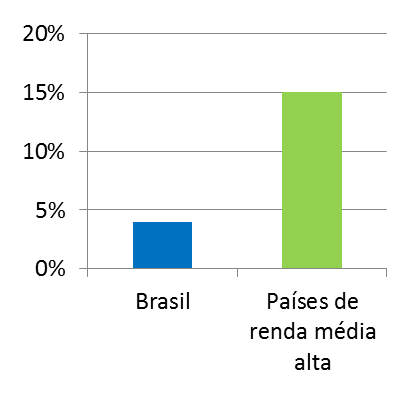 20%
15%
10%
5%
0%
Brasil
Países de
renda média
alta